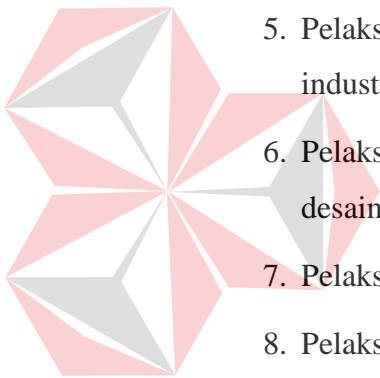 5. Pelaks
indust
6. Pelaks
desain
7. Pelaks
8. Pelaks